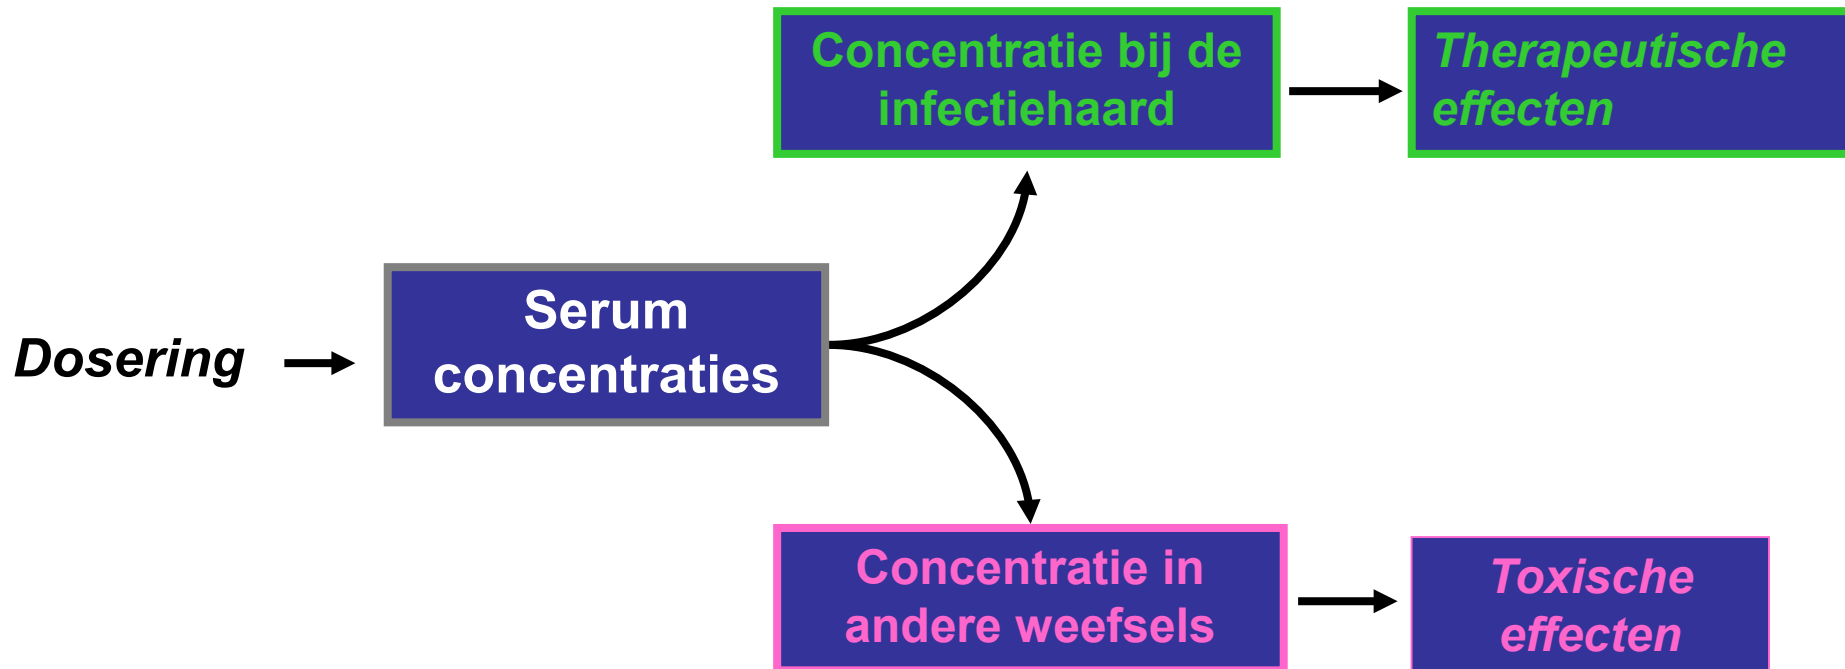 Dosering
Serum
concentraties
Concentratie bij de
infectiehaard
Therapeutische
effecten
Concentratie in
andere weefsels
Toxische
effecten